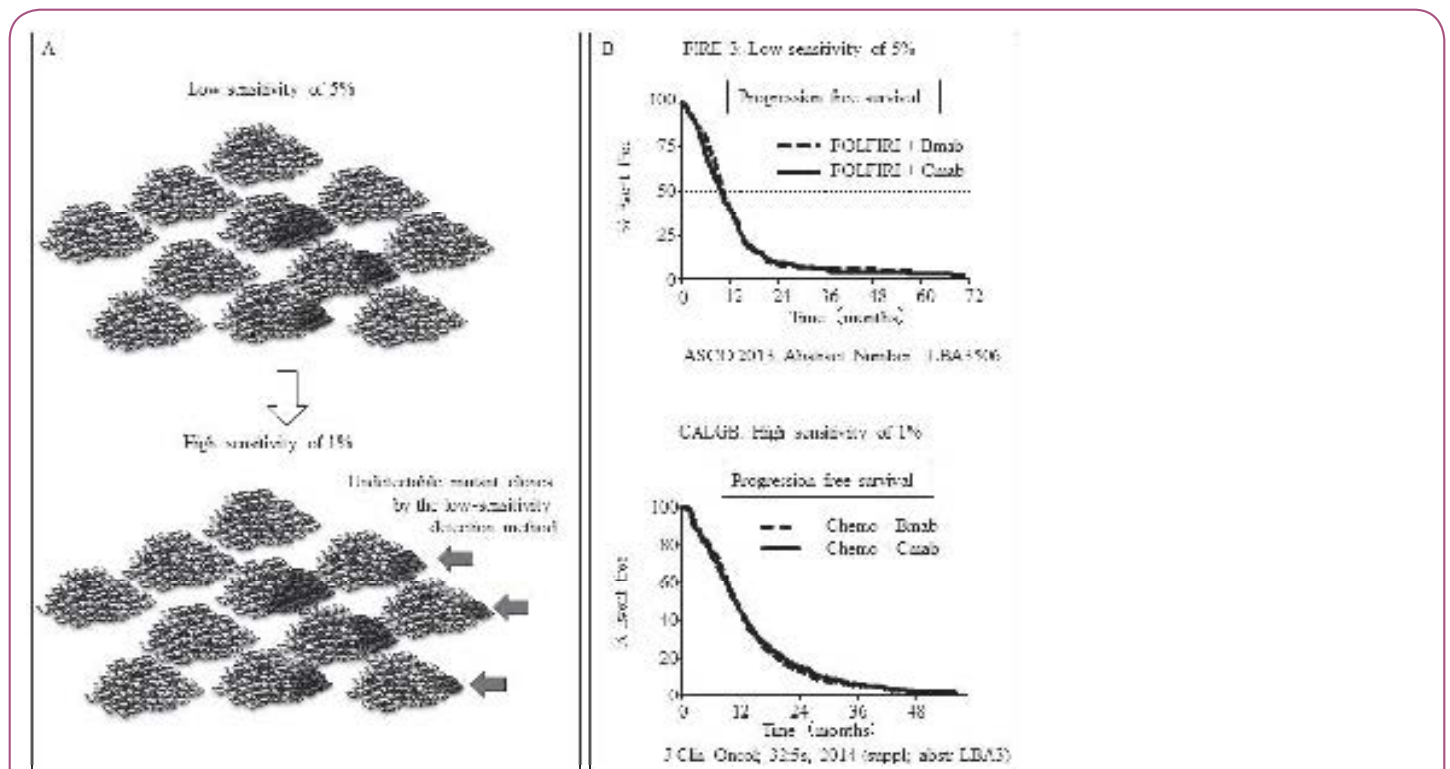 A
Low sensitivity of 5%
High sensitivity of 1%
Undetectable mutant clones
by the low-sensitivity
detection method
B
FIRE 3: Low sensitivity of 5%
Progression free survival
100
75
50
25
0
FOLFIRI + Bmab
FOLFIRI + Cmab
0 12 24 36 48 60 72
Time (months)
ASCO 2013 Abstract Number LBA3506
CALGB: High sensitivity of 1%
Progression free survival
100
80
60
40
20
0
Chemo Bmab
Chemo Cmab
0 12 24 36 48
Time (months)
J Clin Oncol; 32:5s, 2014 (suppl; abstr LBA3)